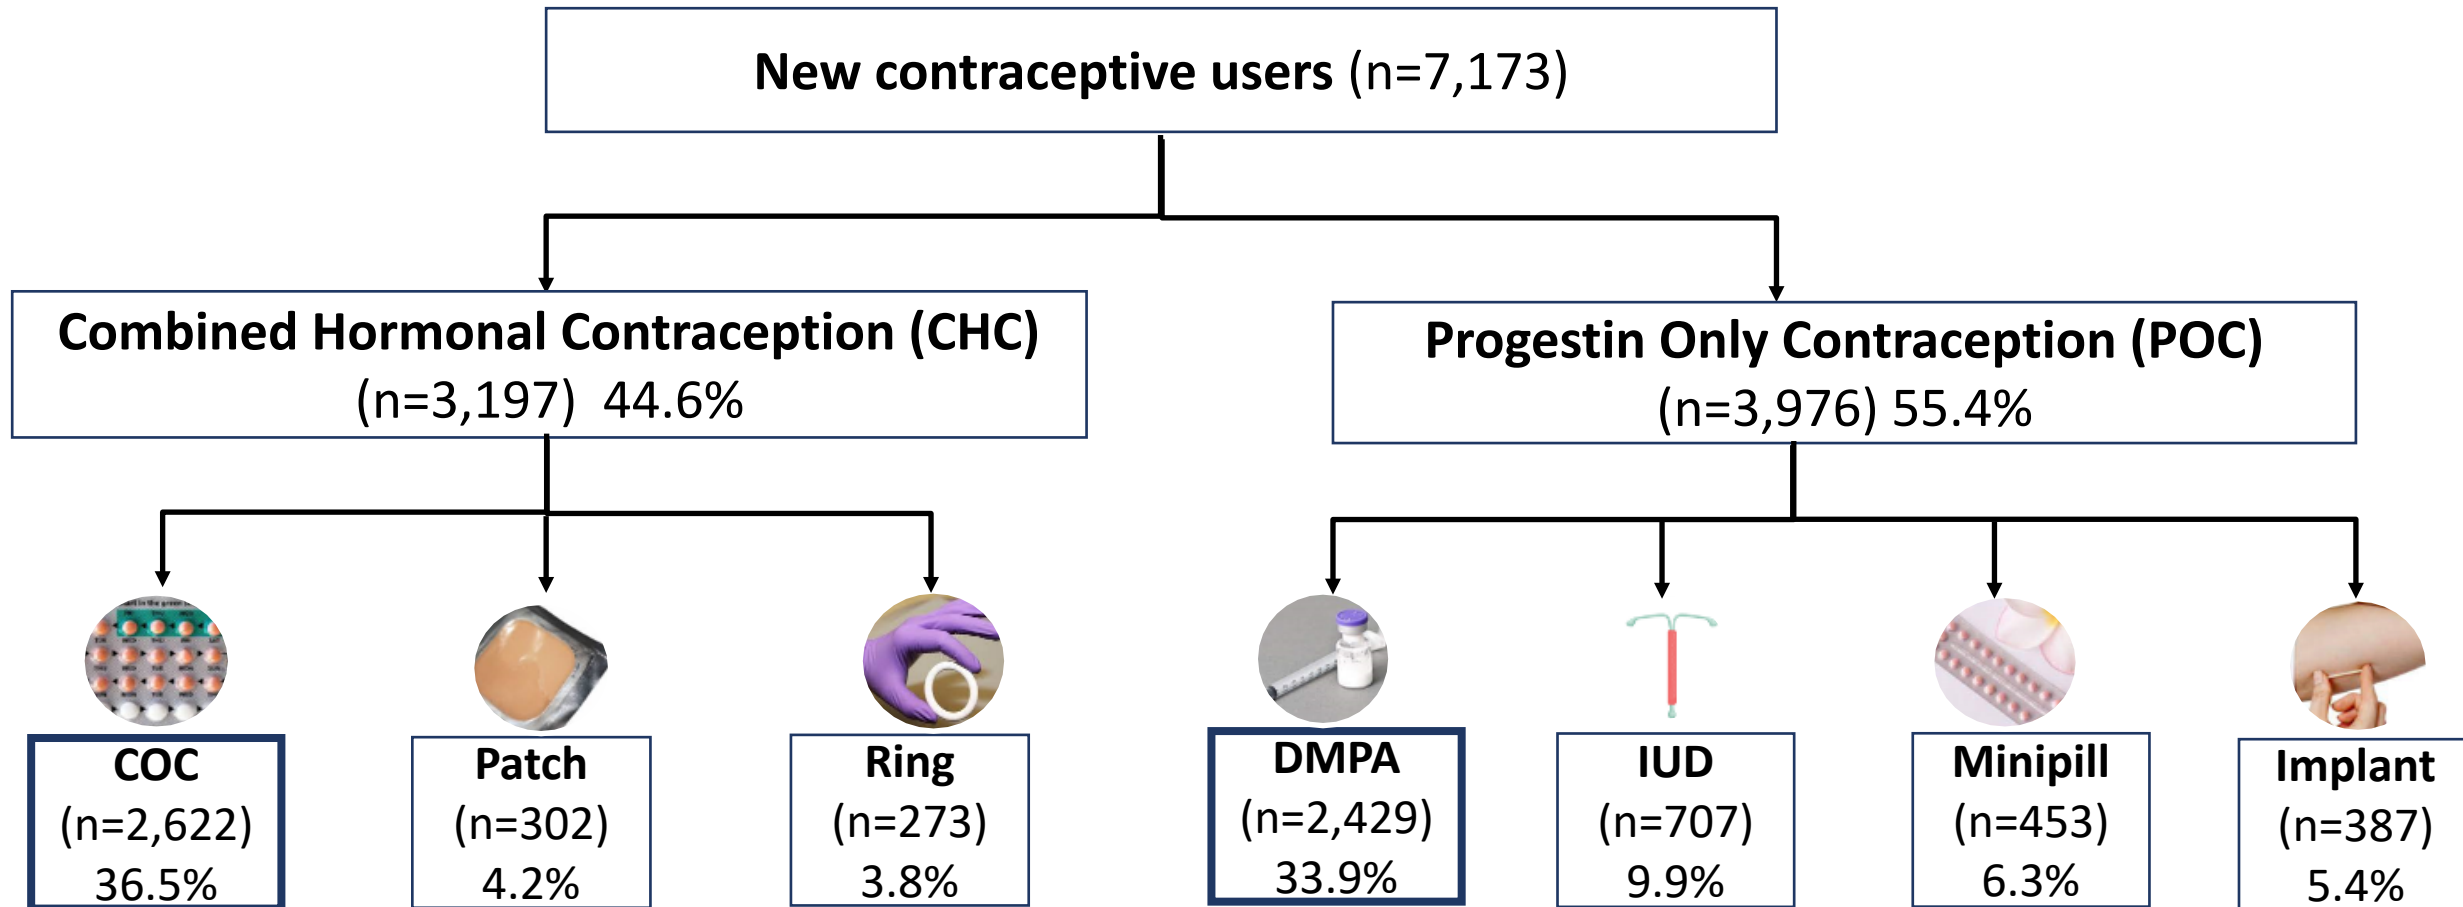 New contraceptive users (n=7,173)
Combined Hormonal Contraception (CHC)
(n=3,197) 44.6%
Progestin Only Contraception (POC)
(n=3,976) 55.4%
COC
(n=2,622)
36.5%
Patch
(n=302)
4.2%
Ring
(n=273)
3.8%
DMPA
(n=2,429)
33.9%
IUD
(n=707)
9.9%
Minipill
(n=453)
6.3%
Implant
(n=387)
5.4%